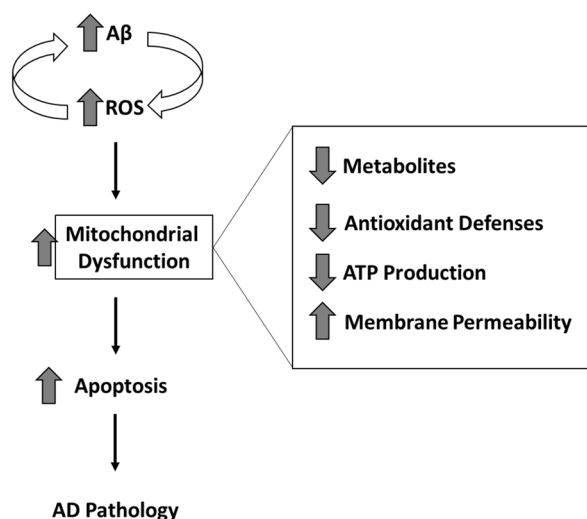 Aβ
ROS
Mitochondrial
Dysfunction
Apoptosis
AD Pathology
Metabolites
Antioxidant Defenses
ATP Production
Membrane Permeability